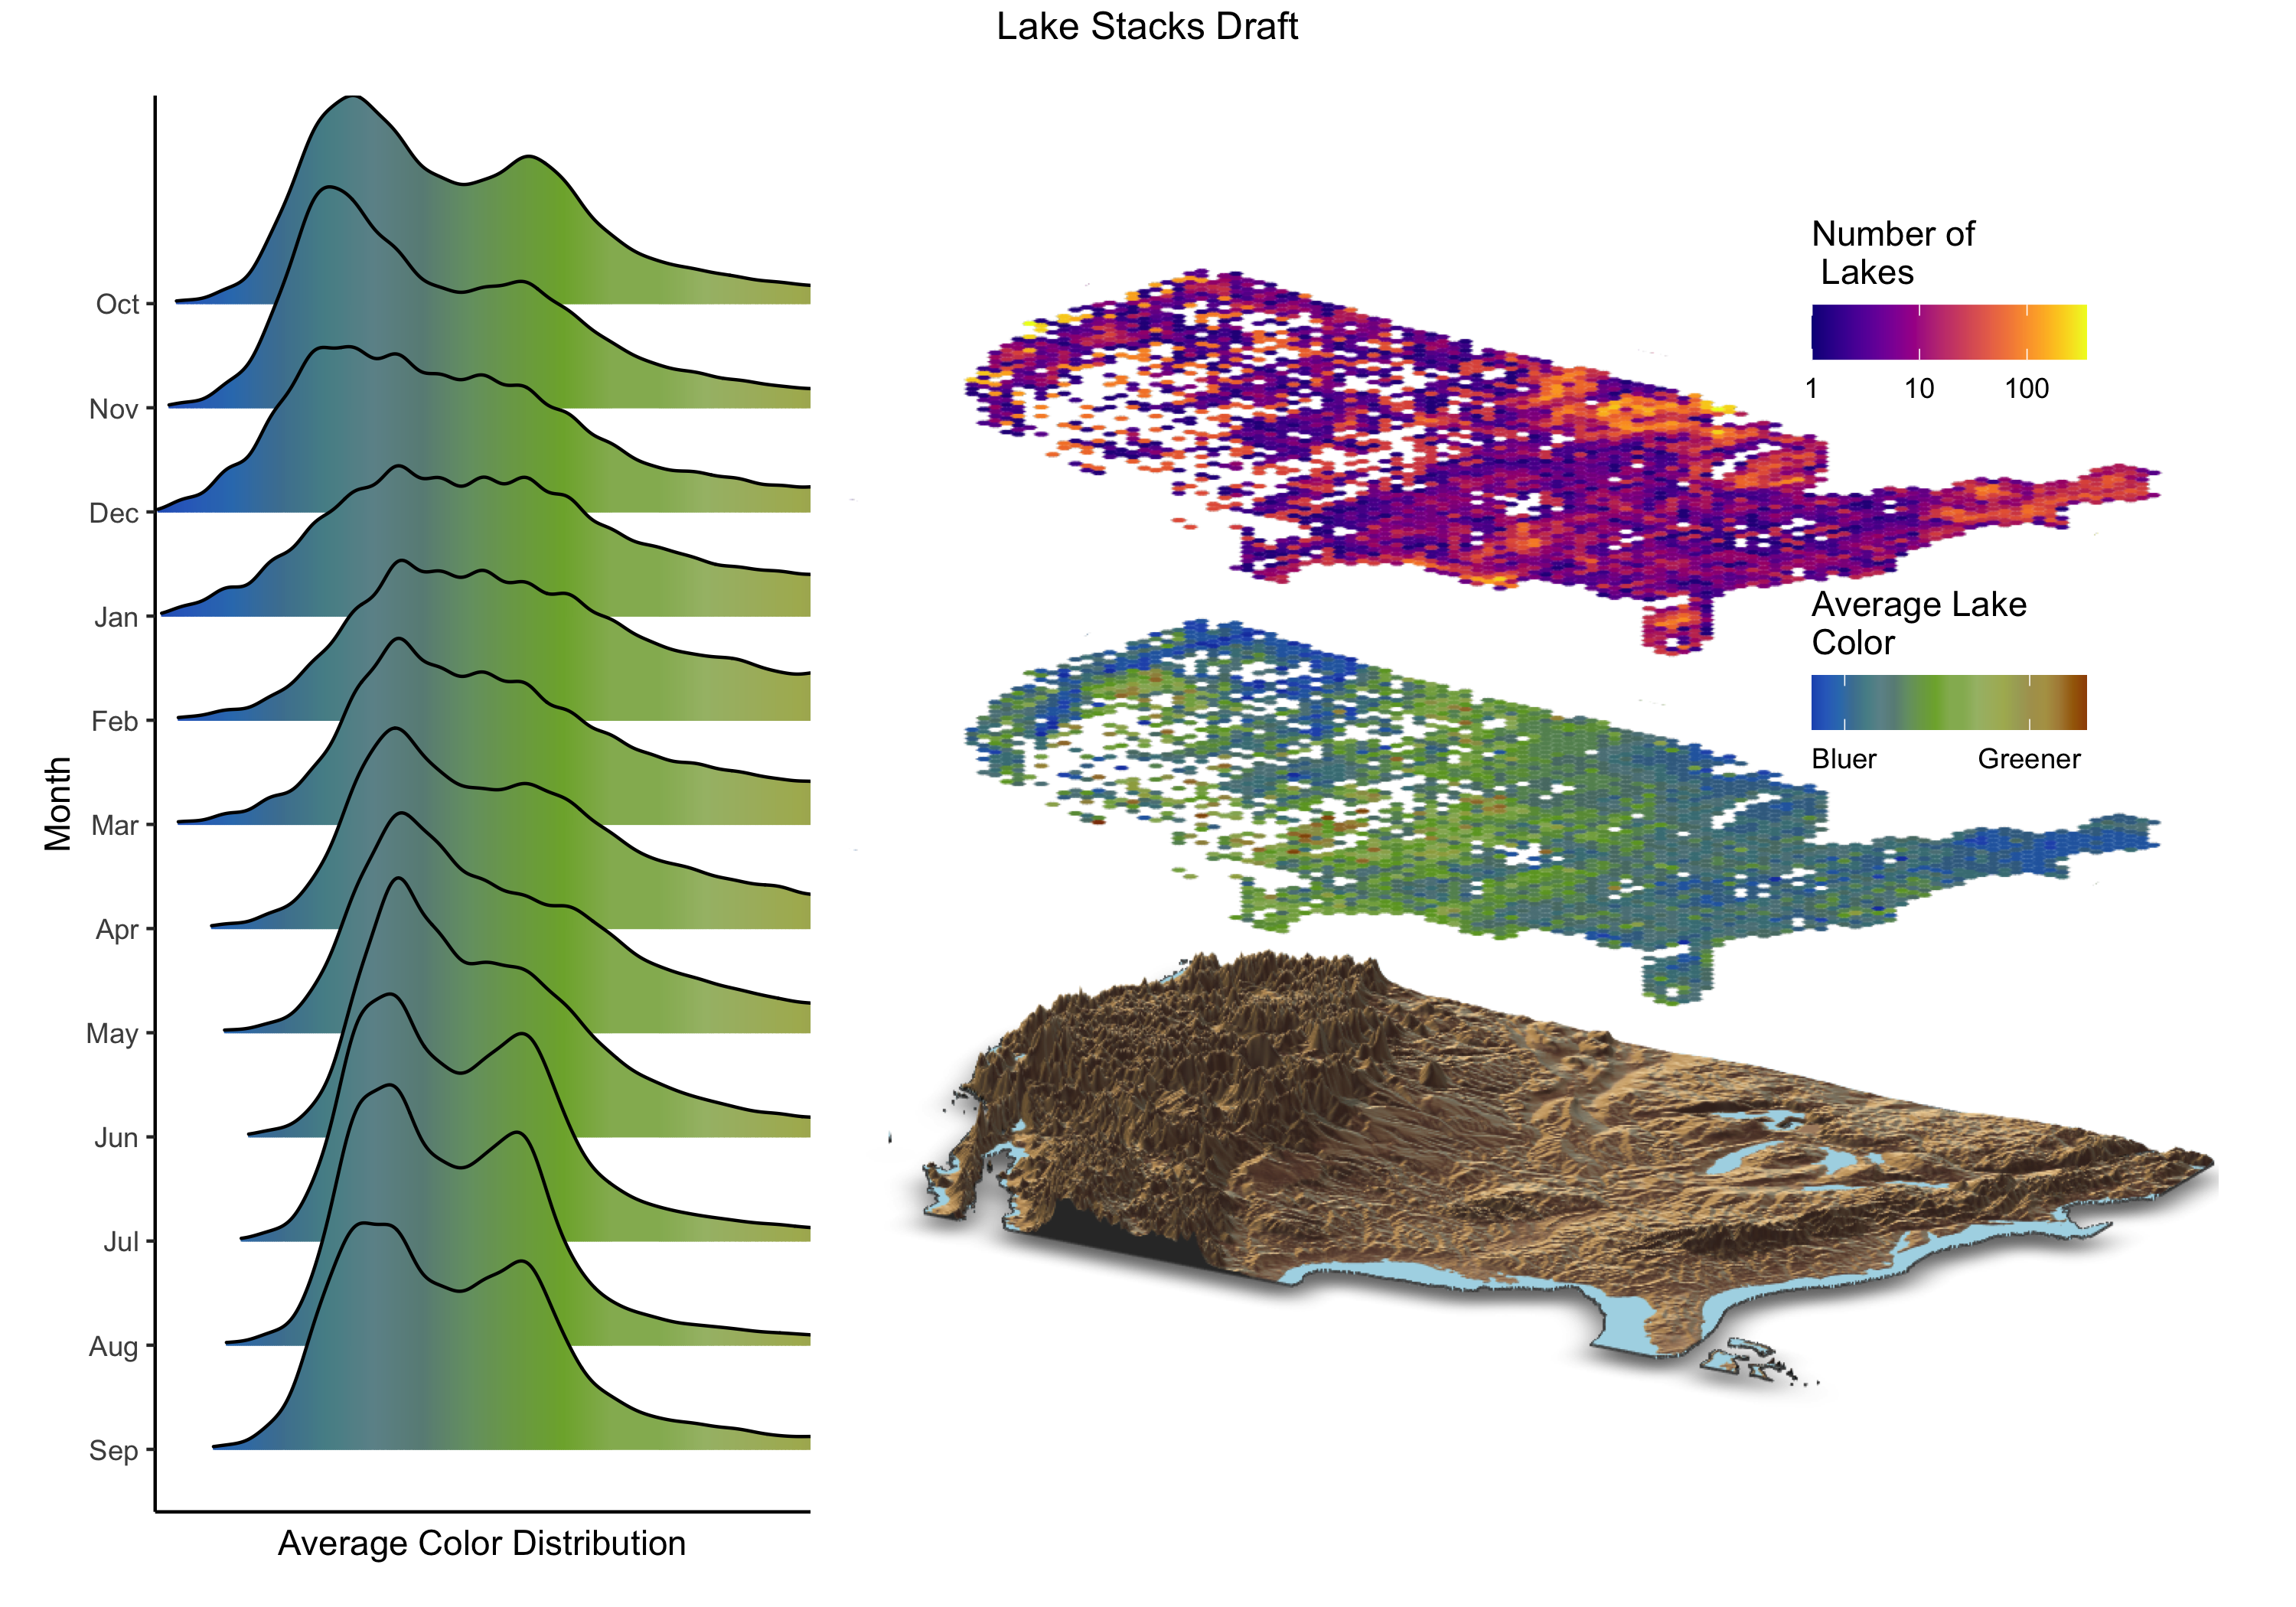 Lake Stacks Draft
Month
Oct
Nov
Dec
Jan
Feb
Mar
Apr
May
Jun
Jul
Aug
Sep
Average Color Distribution
Number of
Lakes
1 10 100
Average Lake
Color
Bluer Greener